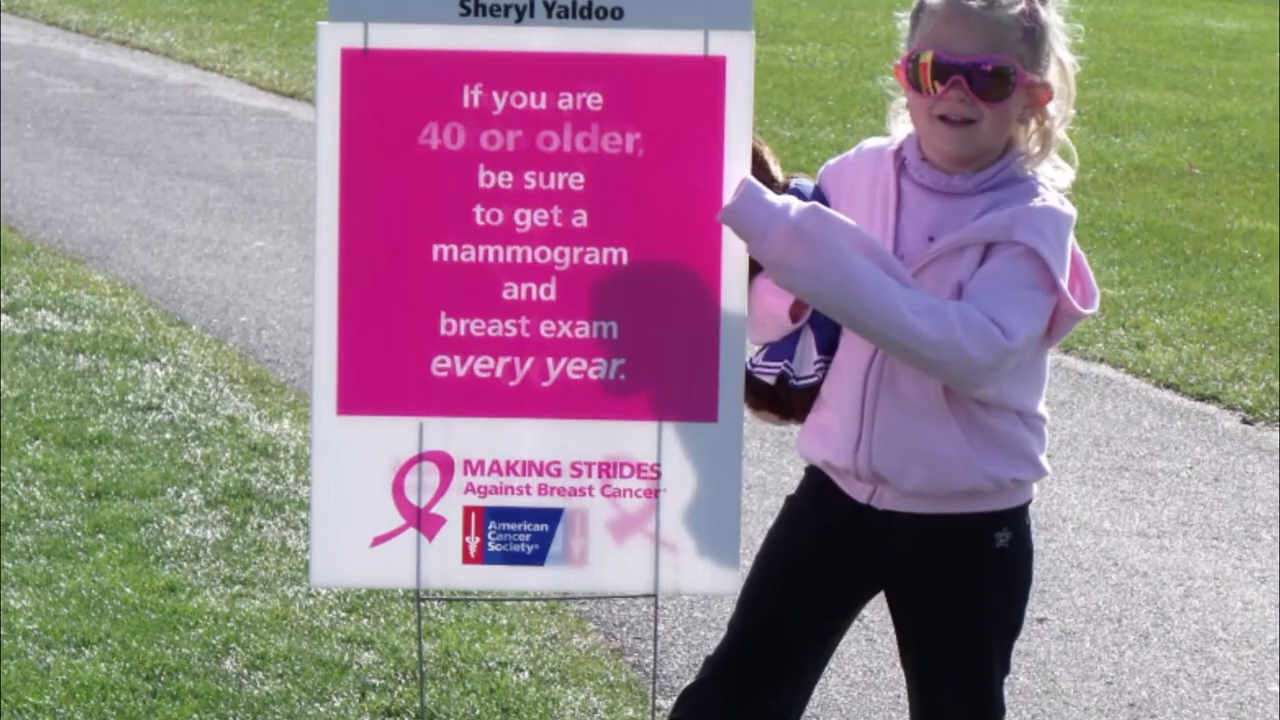 Sheryl Yaldoo
If you are
40 or older,
be sure
to get a
mammogram
and
breast exam
every year.
MAKING STRIDES
Against Breast Cancer
American
Cancer
Society®